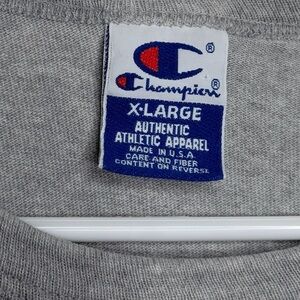 ®
Champion®
X-LARGE
AUTHENTIC
ATHLETIC APPAREL
MADE IN U.S.A.
CARE AND FIBER
CONTENT ON REVERSE